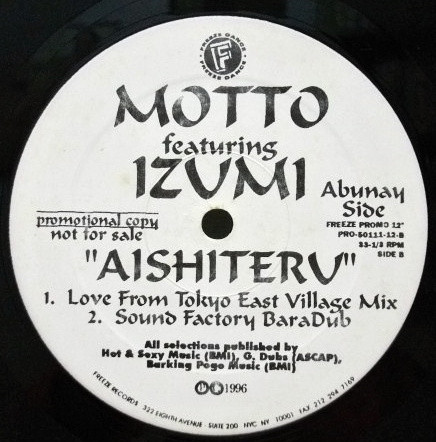 FREEZE DANCE
FREEZE DANCE
MOTTO
featuring
IZUMI
Abunay
Side
promotional copy
not for sale
FREEZE PROMO 12"
PRO-50111-12-B
33-1/3 RPM
SIDE B
"AISHITERU"
1. Love From Tokyo East Village Mix
2. Sound Factory BaraDub
All selections published by
Hot & Sexy Music (BMI), G. Dubs (ASCAP),
Barking Pogo Music (BMI)
℗© 1996
FREEZE RECORDS 322 EIGHTH AVENUE - SUITE 200 NYC NY 10001 FAX 212 294 7169